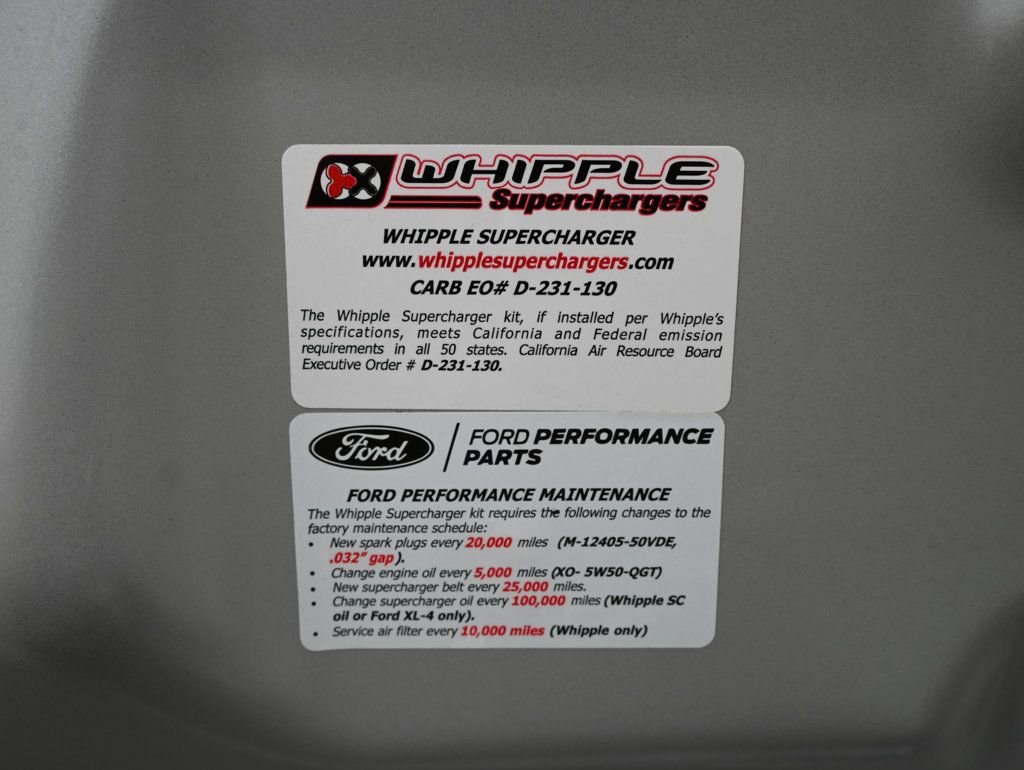 WHIPPLE
Superchargers
WHIPPLE SUPERCHARGER
www.whipplesuperchargers.com
CARB EO# D-231-130
The Whipple Supercharger kit, if installed per Whipple's
specifications, meets California and Federal emission
requirements in all 50 states. California Air Resource Board
Executive Order # D-231-130.
Ford FORD PERFORMANCE
PARTS
FORD PERFORMANCE MAINTENANCE
The Whipple Supercharger kit requires the following changes to the
factory maintenance schedule:
• New spark plugs every 20,000 miles (M-12405-50VDE,
.032" gap).
• Change engine oil every 5,000 miles (XO- 5W50-QGT)
• New supercharger belt every 25,000 miles.
• Change supercharger oil every 100,000 miles (Whipple SC
oil or Ford XL-4 only).
• Service air filter every 10,000 miles (Whipple only)